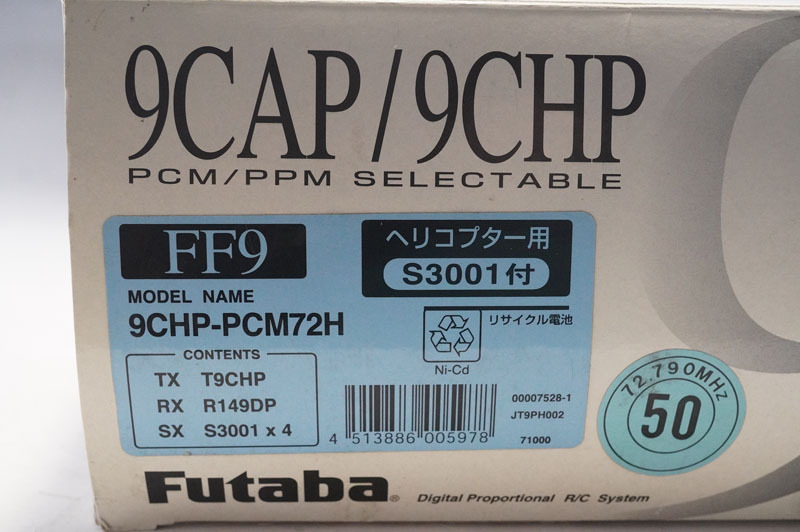 9CAP/9CHP
PCM/PPM SELECTABLE
FF9
ヘリコプター用
S3001付
MODEL NAME
9CHP-PCM72H
リサイクル電池
Ni-Cd
CONTENTS
TX T9CHP
RX R149DP
SX S3001 x 4
4 513886 005978
00007528-1
JT9PH002
71000
72.790MHz
50
Futaba®
Digital Proportional R/C System